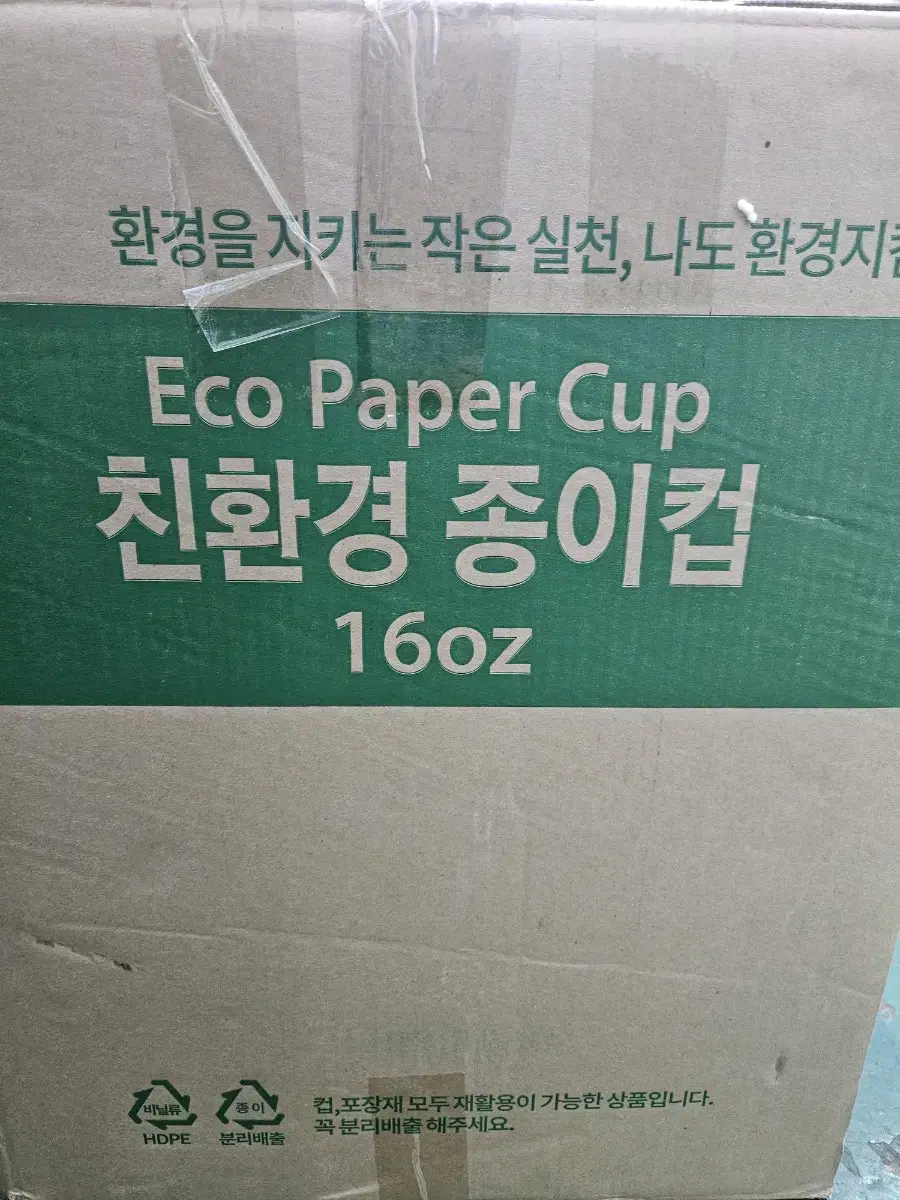 환경을 지키는 작은 실천, 나도 환경지킴
Eco Paper Cup
친환경 종이컵
16oz
비닐류
HDPE
종이
분리배출
컵,포장재 모두 재활용이 가능한 상품입니다.
꼭 분리배출 해주세요.